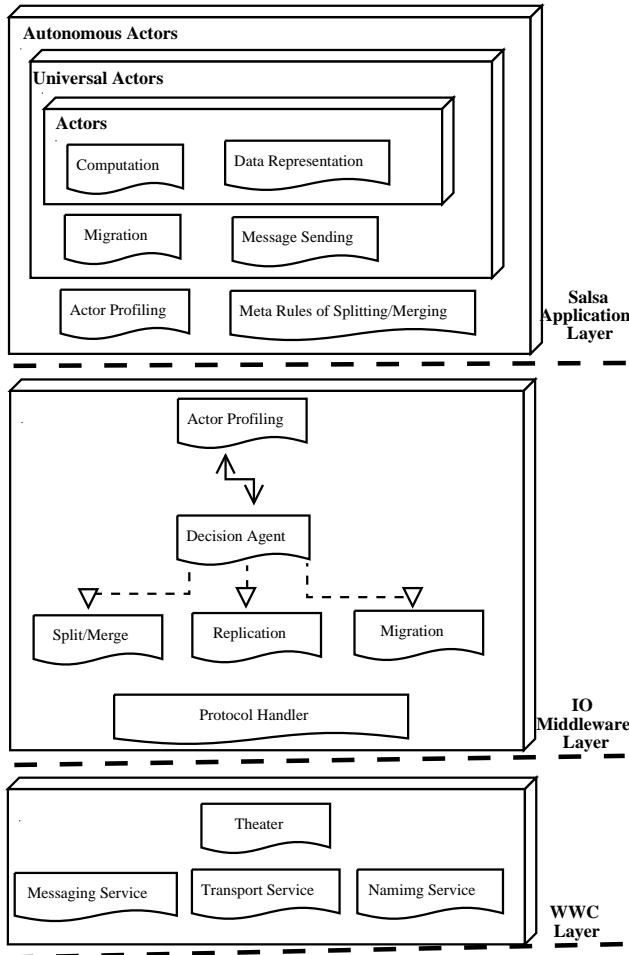 Autonomous Actors
Universal Actors
Actors
Computation
Data Representation
Migration
Message Sending
Actor Profiling
Meta Rules of Splitting/Merging
Salsa
Application
Layer
Actor Profiling
Decision Agent
Split/Merge
Replication
Migration
Protocol Handler
IO
Middleware
Layer
Theater
Messaging Service
Transport Service
Namimg Service
WWC
Layer